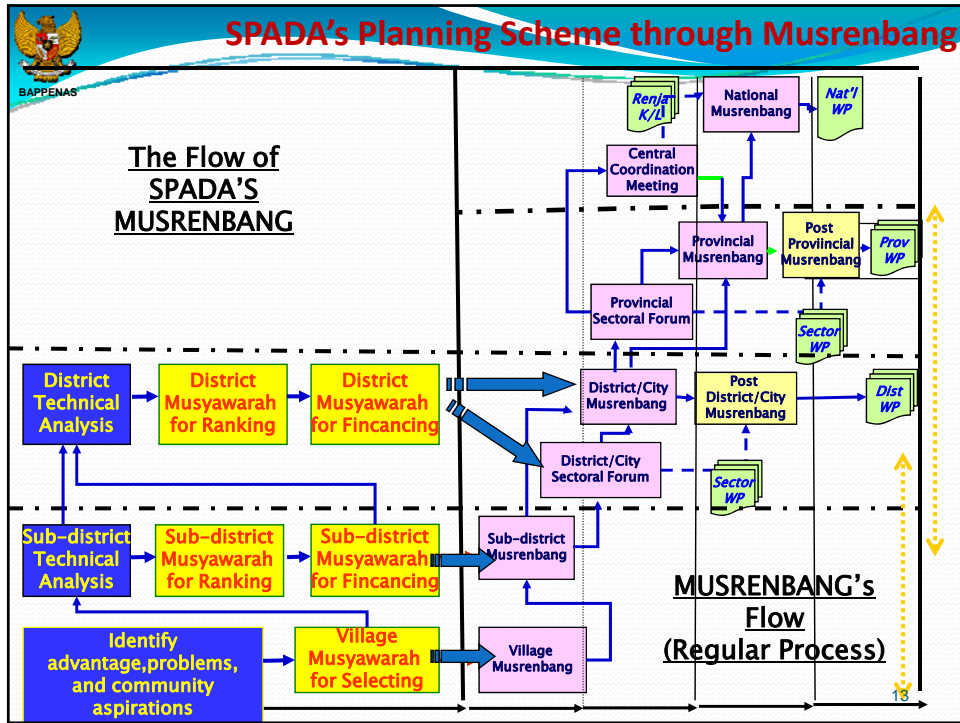 SPADA's Planning Scheme through Musrenbang
BAPPENAS
The Flow of
SPADA'S
MUSRENBANG
Renja
K/L
National
Musrenbang
Nat'l
WP
Central
Coordination
Meeting
Provincial
Musrenbang
Post
Proviincial
Musrenbang
Prov
WP
Provincial
Sectoral Forum
Sector
WP
District
Technical
Analysis
District
Musyawarah
for Ranking
District
Musyawarah
for Fincancing
District/City
Musrenbang
Post
District/City
Musrenbang
Dist
WP
District/City
Sectoral Forum
Sector
WP
Sub-district
Technical
Analysis
Sub-district
Musyawarah
for Ranking
Sub-district
Musyawarah
for Fincancing
Sub-district
Musrenbang
MUSRENBANG's
Flow
(Regular Process)
Identify
advantage,problems,
and community
aspirations
Village
Musyawarah
for Selecting
Village
Musrenbang
13